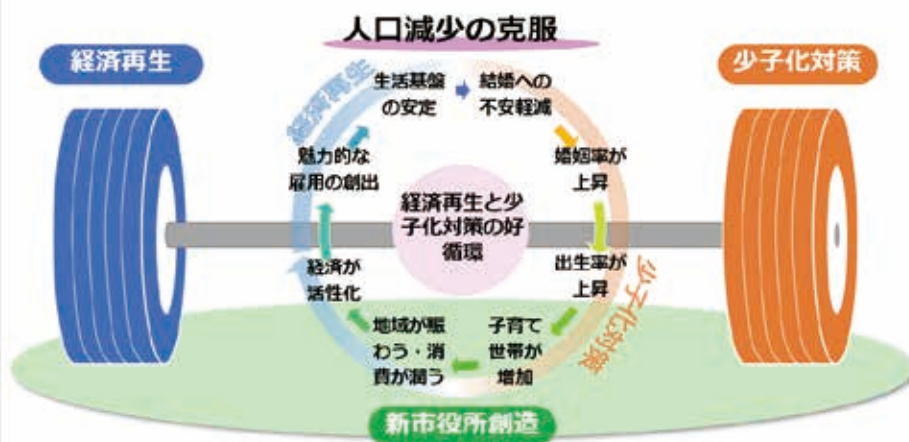 人口減少の克服
経済再生
少子化対策
経済再生
生活基盤
の安定
結婚への
不安軽減
婚姻率が
上昇
出生率が
上昇
少子化対策
子育て
世帯が
増加
地域が賑
わう・消
費が潤う
経済が
活性化
魅力的な
雇用の創出
経済再生と少
子化対策の好
循環
新市役所創造